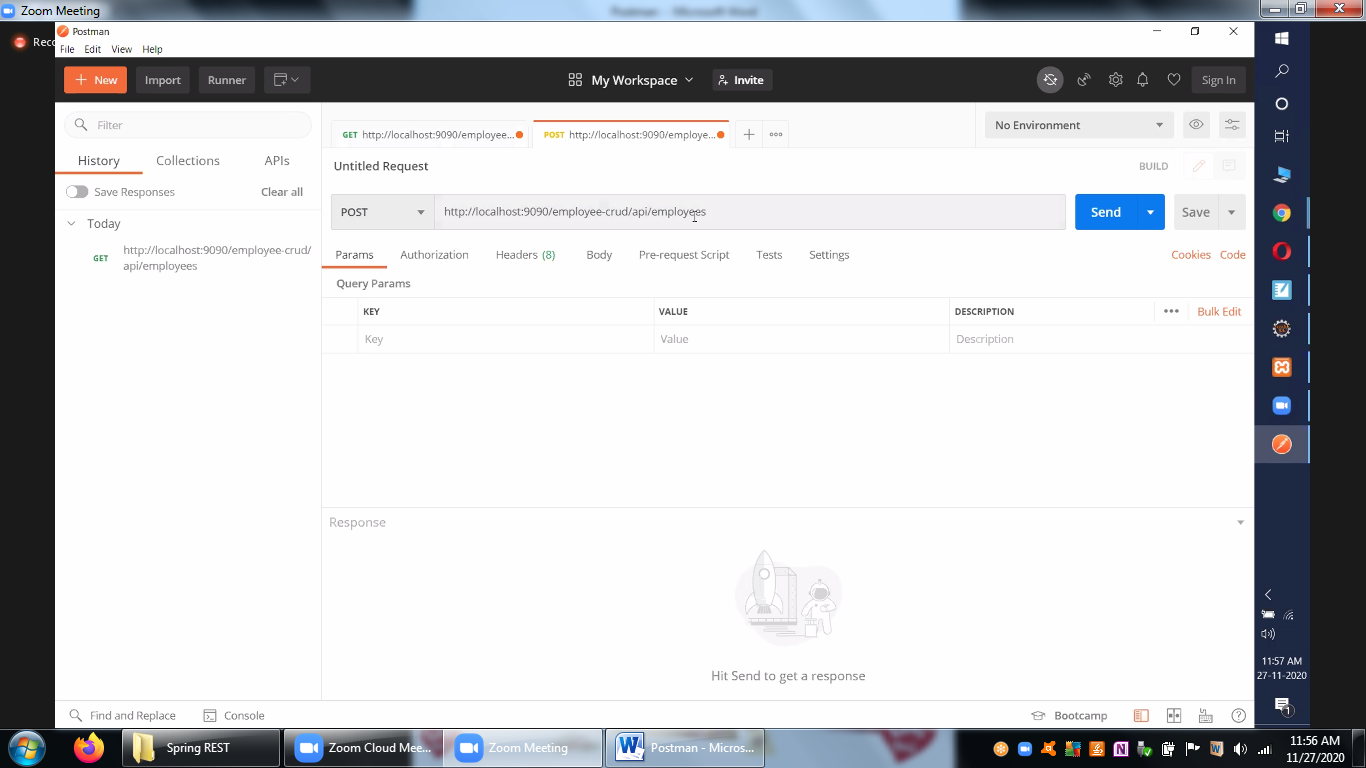 Zoom Meeting
Postman - Microsoft Word
Reco
Postman
File Edit View Help
New
Import
Runner
My Workspace
Invite
Sign In
Filter
GET http://localhost:9090/employee...
POST http://localhost:9090/employe...
No Environment
History
Collections
APIs
Untitled Request
BUILD
Save Responses
Clear all
POST
http://localhost:9090/employee-crud/api/employees
Send
Save
Today
GET
http://localhost:9090/employee-crud/
api/employees
Params
Authorization
Headers (8)
Body
Pre-request Script
Tests
Settings
Cookies Code
Query Params
KEY
VALUE
DESCRIPTION
Bulk Edit
Key
Value
Description
Response
Hit Send to get a response
11:57 AM
27-11-2020
1
Find and Replace
Console
Bootcamp
Spring REST
Zoom Cloud Mee...
Zoom Meeting
Postman - Micros...
11:56 AM
11/27/2020